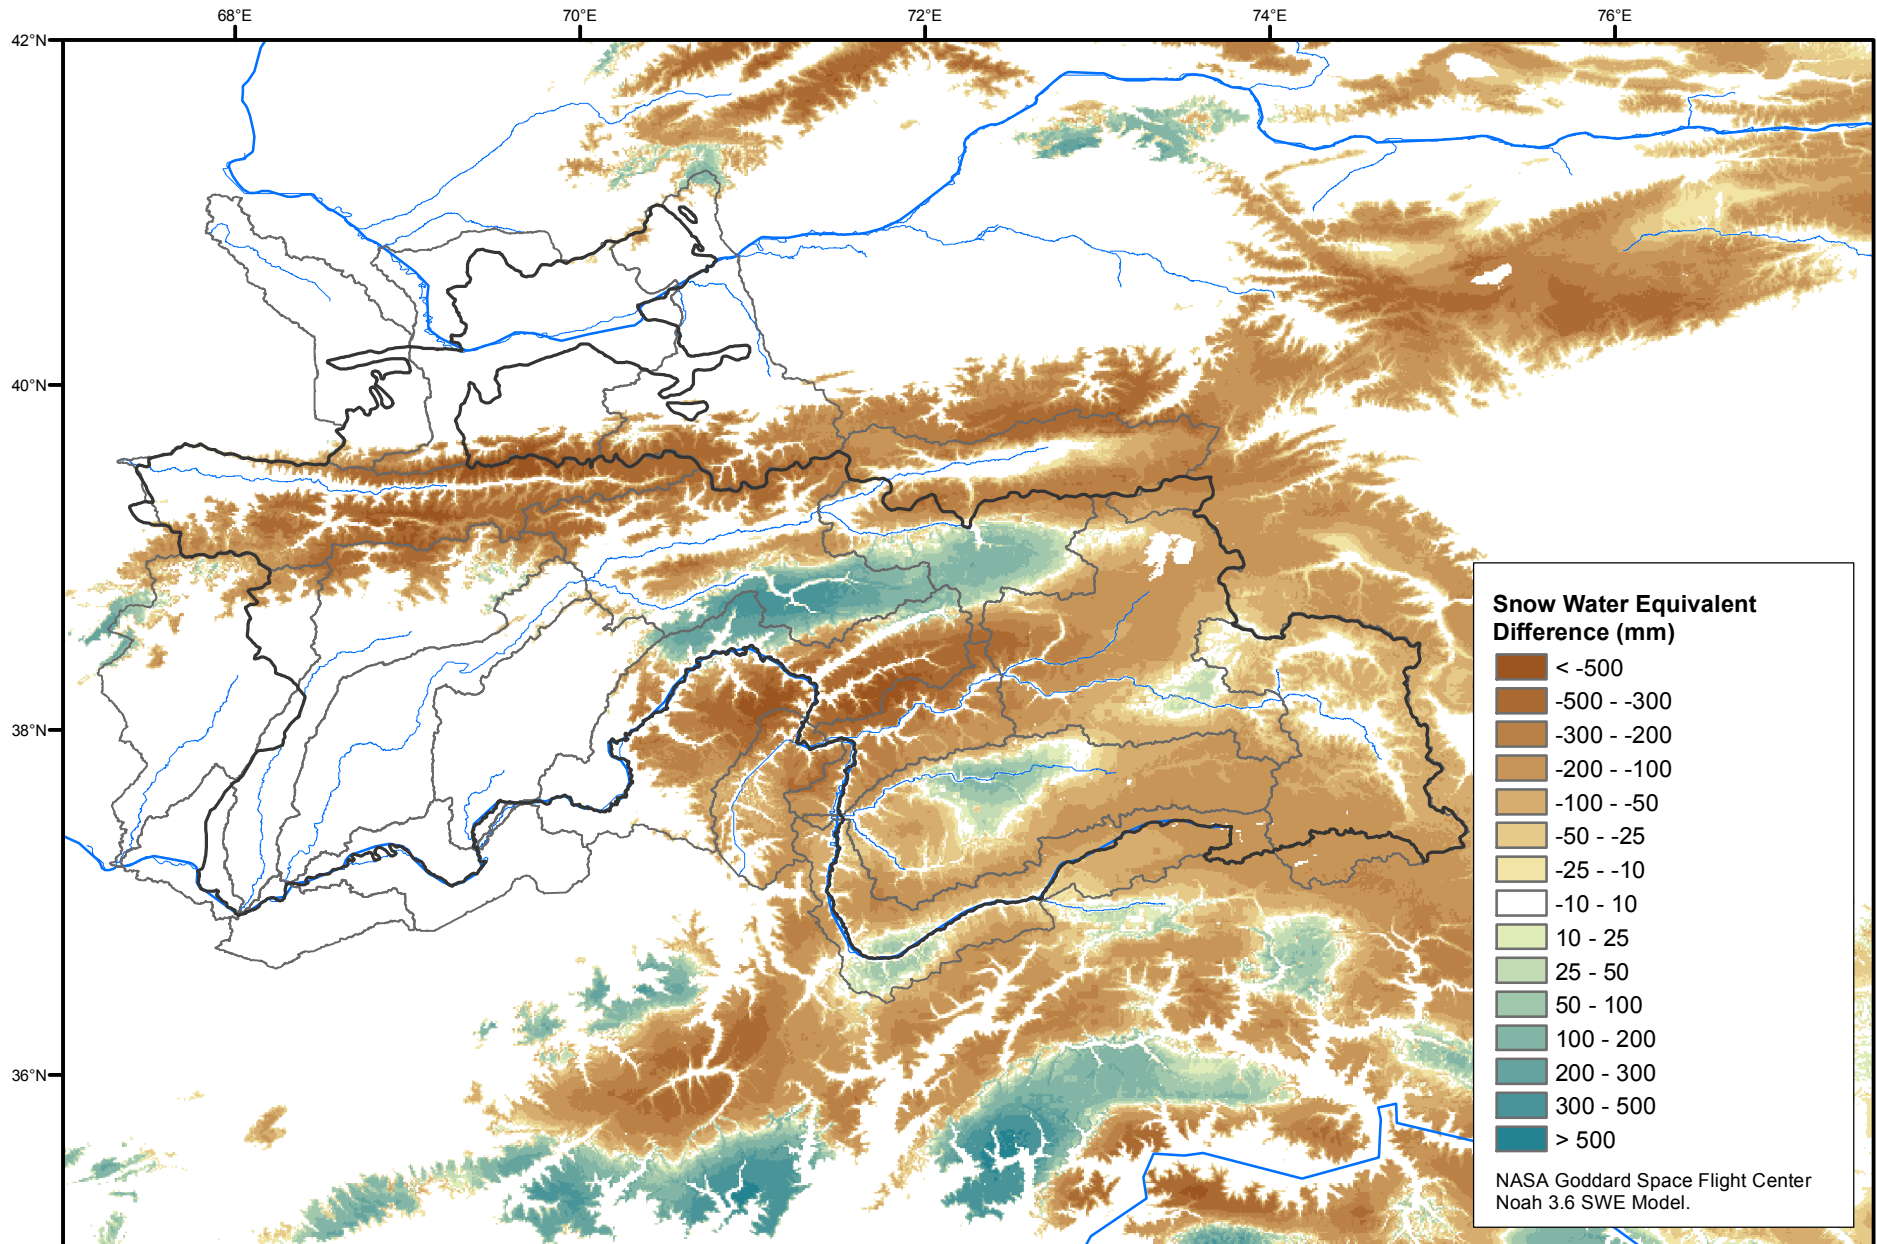 68°E
70°E
72°E
74°E
76°E
42°N
40°N
38°N
36°N
Snow Water Equivalent
Difference (mm)
< -500
-500 - -300
-300 - -200
-200 - -100
-100 - -50
-50 - -25
-25 - -10
-10 - 10
10 - 25
25 - 50
50 - 100
100 - 200
200 - 300
300 - 500
> 500
NASA Goddard Space Flight Center
Noah 3.6 SWE Model.